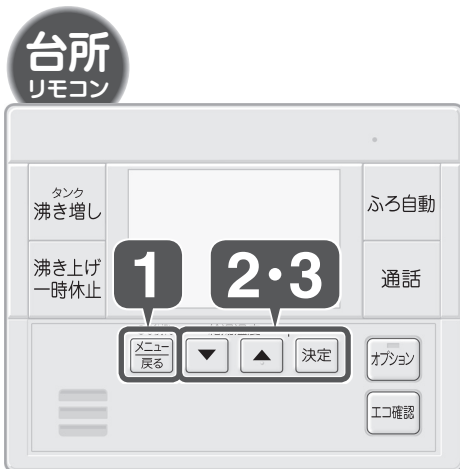 台所
リモコン
タンク
沸き増し
ふろ自動
沸き上げ
一時休止
1
2・3
通話
メニュー
戻る
▼
▲
決定
オプション
エコ確認